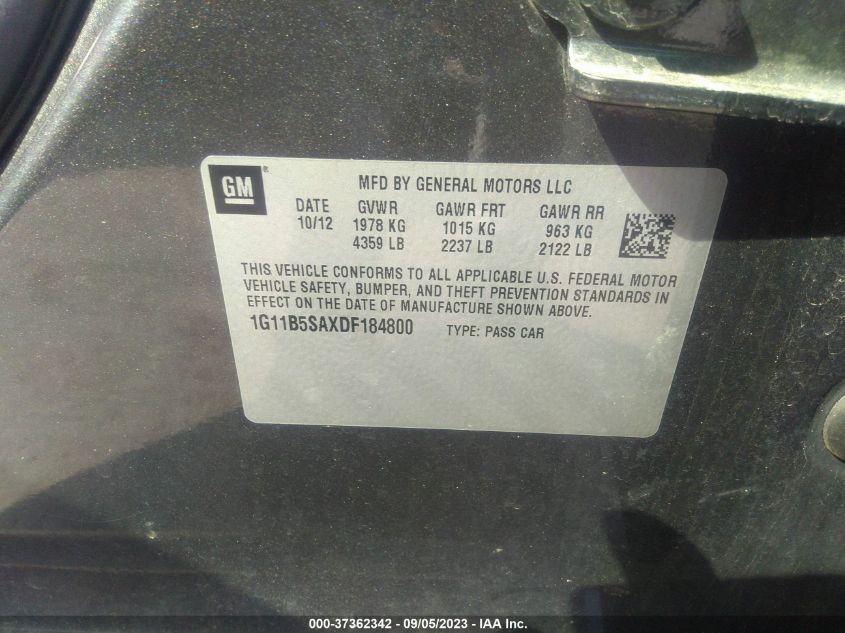 GM®
MFD BY GENERAL MOTORS LLC
DATE GVWR GAWR FRT GAWR RR
10/12 1978 KG 1015 KG 963 KG
4359 LB 2237 LB 2122 LB
THIS VEHICLE CONFORMS TO ALL APPLICABLE U.S. FEDERAL MOTOR
VEHICLE SAFETY, BUMPER, AND THEFT PREVENTION STANDARDS IN
EFFECT ON THE DATE OF MANUFACTURE SHOWN ABOVE.
1G11B5SAXDF184800 TYPE: PASS CAR
000-37362342 - 09/05/2023 - IAA Inc.